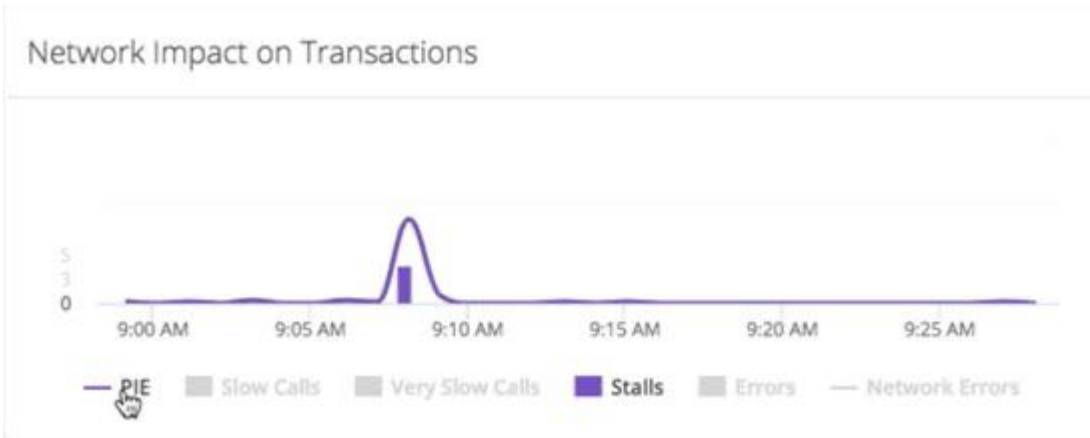 Network Impact on Transactions
5
3
0
9:00 AM 9:05 AM 9:10 AM 9:15 AM 9:20 AM 9:25 AM
PIE Slow Calls Very Slow Calls Stalls Errors Network Errors